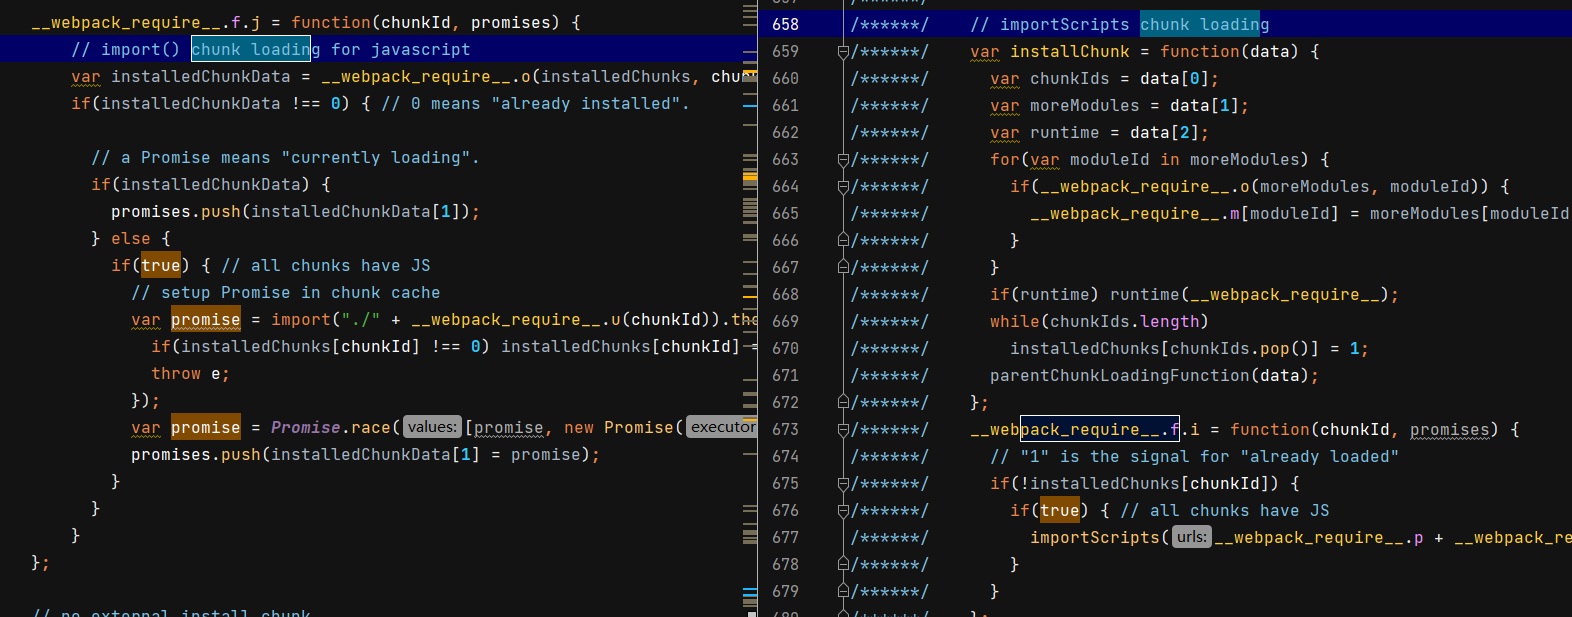 __webpack_require__.f.j = function(chunkId, promises) {
// import() chunk loading for javascript
var installedChunkData = __webpack_require__.o(installedChunks, chun
if(installedChunkData !== 0) { // 0 means "already installed".
// a Promise means "currently loading".
if(installedChunkData) {
promises.push(installedChunkData[1]);
} else {
if(true) { // all chunks have JS
// setup Promise in chunk cache
var promise = import("./" + __webpack_require__.u(chunkId)).the
if(installedChunks[chunkId] !== 0) installedChunks[chunkId] =
throw e;
});
var promise = Promise.race( values: [promise, new Promise( executor
promises.push(installedChunkData[1] = promise);
}
}
}
};
// no external install chunk
658 /******/ // importScripts chunk loading
659 /******/ var installChunk = function(data) {
660 /******/ var chunkIds = data[0];
661 /******/ var moreModules = data[1];
662 /******/ var runtime = data[2];
663 /******/ for(var moduleId in moreModules) {
664 /******/ if(__webpack_require__.o(moreModules, moduleId)) {
665 /******/ __webpack_require__.m[moduleId] = moreModules[moduleId
666 /******/ }
667 /******/ }
668 /******/ if(runtime) runtime(__webpack_require__);
669 /******/ while(chunkIds.length)
670 /******/ installedChunks[chunkIds.pop()] = 1;
671 /******/ parentChunkLoadingFunction(data);
672 /******/ };
673 /******/ __webpack_require__.f.i = function(chunkId, promises) {
674 /******/ // "1" is the signal for "already loaded"
675 /******/ if(!installedChunks[chunkId]) {
676 /******/ if(true) { // all chunks have JS
677 /******/ importScripts( urls: __webpack_require__.p + __webpack_re
678 /******/ }
679 /******/ }
680 /******/ };